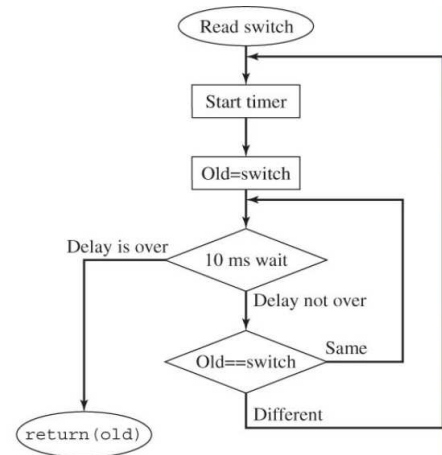 Read switch
Start timer
Old=switch
Delay is over
10 ms wait
Delay not over
Old==switch
Same
Different
return(old)